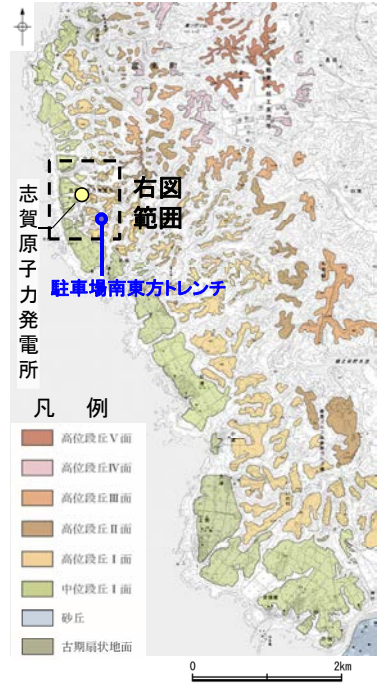 志賀原子力発電所
右図
範囲
駐車場南東方トレンチ
凡 例
高位段丘Ⅴ面
高位段丘Ⅳ面
高位段丘Ⅲ面
高位段丘Ⅱ面
高位段丘Ⅰ面
中位段丘Ⅰ面
砂丘
古期扇状地面
0 2km